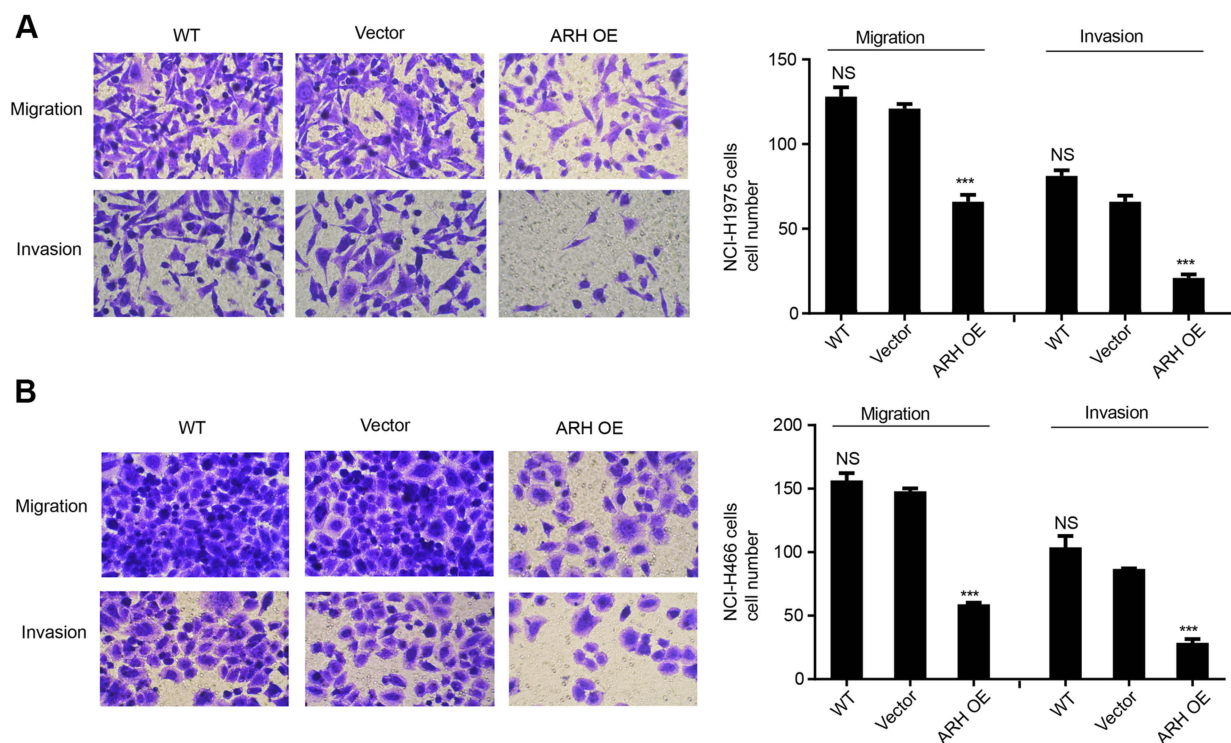 A
WT
Vector
ARH OE
Migration
Invasion
Migration
Invasion
NCI-H1975 cells
cell number
150
100
50
0
NS
***
NS
***
WT
Vector
ARH OE
WT
Vector
ARH OE
B
WT
Vector
ARH OE
Migration
Invasion
Migration
Invasion
NCI-H466 cells
cell number
200
150
100
50
0
NS
***
NS
***
WT
Vector
ARH OE
WT
Vector
ARH OE